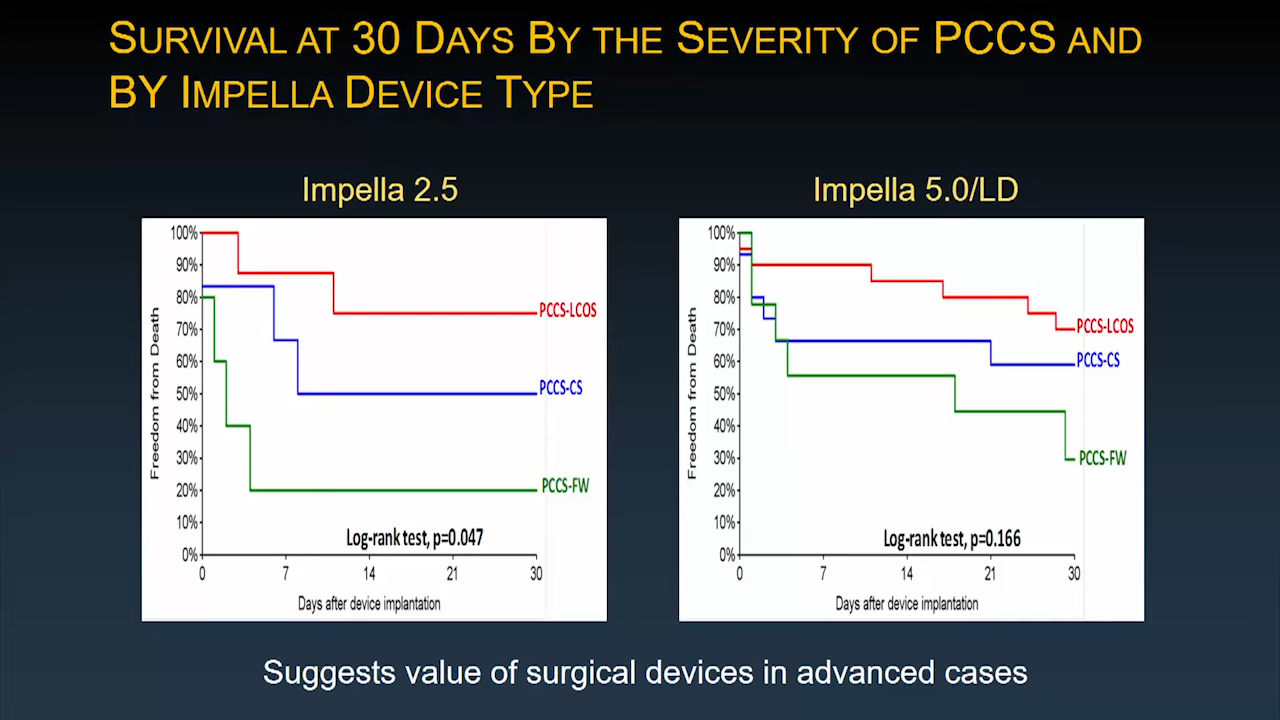 SURVIVAL AT 30 DAYS BY THE SEVERITY OF PCCS AND
BY IMPELLA DEVICE TYPE
Impella 2.5
Freedom from Death
100%
90%
80%
70%
60%
50%
40%
30%
20%
10%
0%
PCCS-LCOS
PCCS-CS
PCCS-FW
Log-rank test, p=0.047
0 7 14 21 30
Days after device implantation
Impella 5.0/LD
Freedom from Death
100%
90%
80%
70%
60%
50%
40%
30%
20%
10%
0%
PCCS-LCOS
PCCS-CS
PCCS-FW
Log-rank test, p=0.166
0 7 14 21 30
Days after device implantation
Suggests value of surgical devices in advanced cases